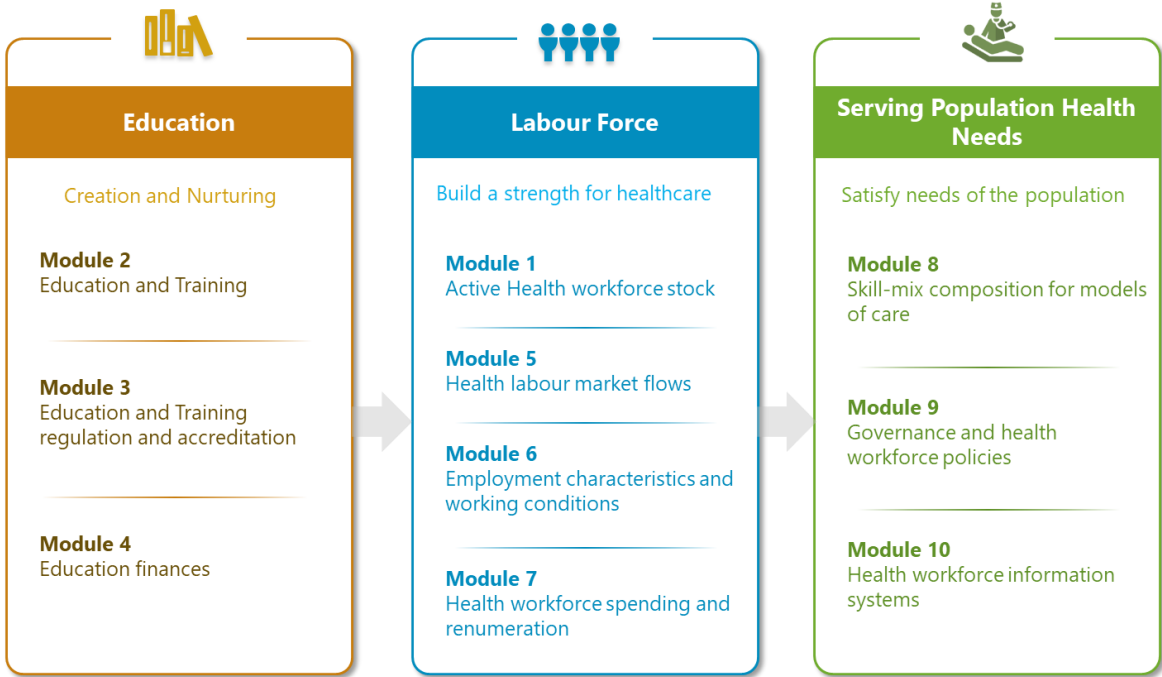 Education
Creation and Nurturing
Module 2
Education and Training
Module 3
Education and Training
regulation and accreditation
Module 4
Education finances
Labour Force
Build a strength for healthcare
Module 1
Active Health workforce stock
Module 5
Health labour market flows
Module 6
Employment characteristics and
working conditions
Module 7
Health workforce spending and
renumeration
Serving Population Health
Needs
Satisfy needs of the population
Module 8
Skill-mix composition for models
of care
Module 9
Governance and health
workforce policies
Module 10
Health workforce information
systems